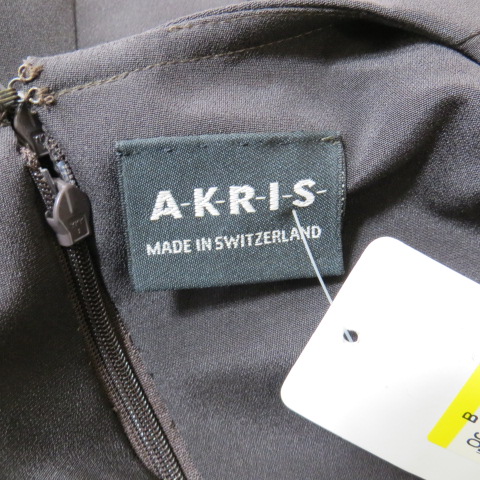 A-K-R-I-S-
MADE IN SWITZERLAND
B